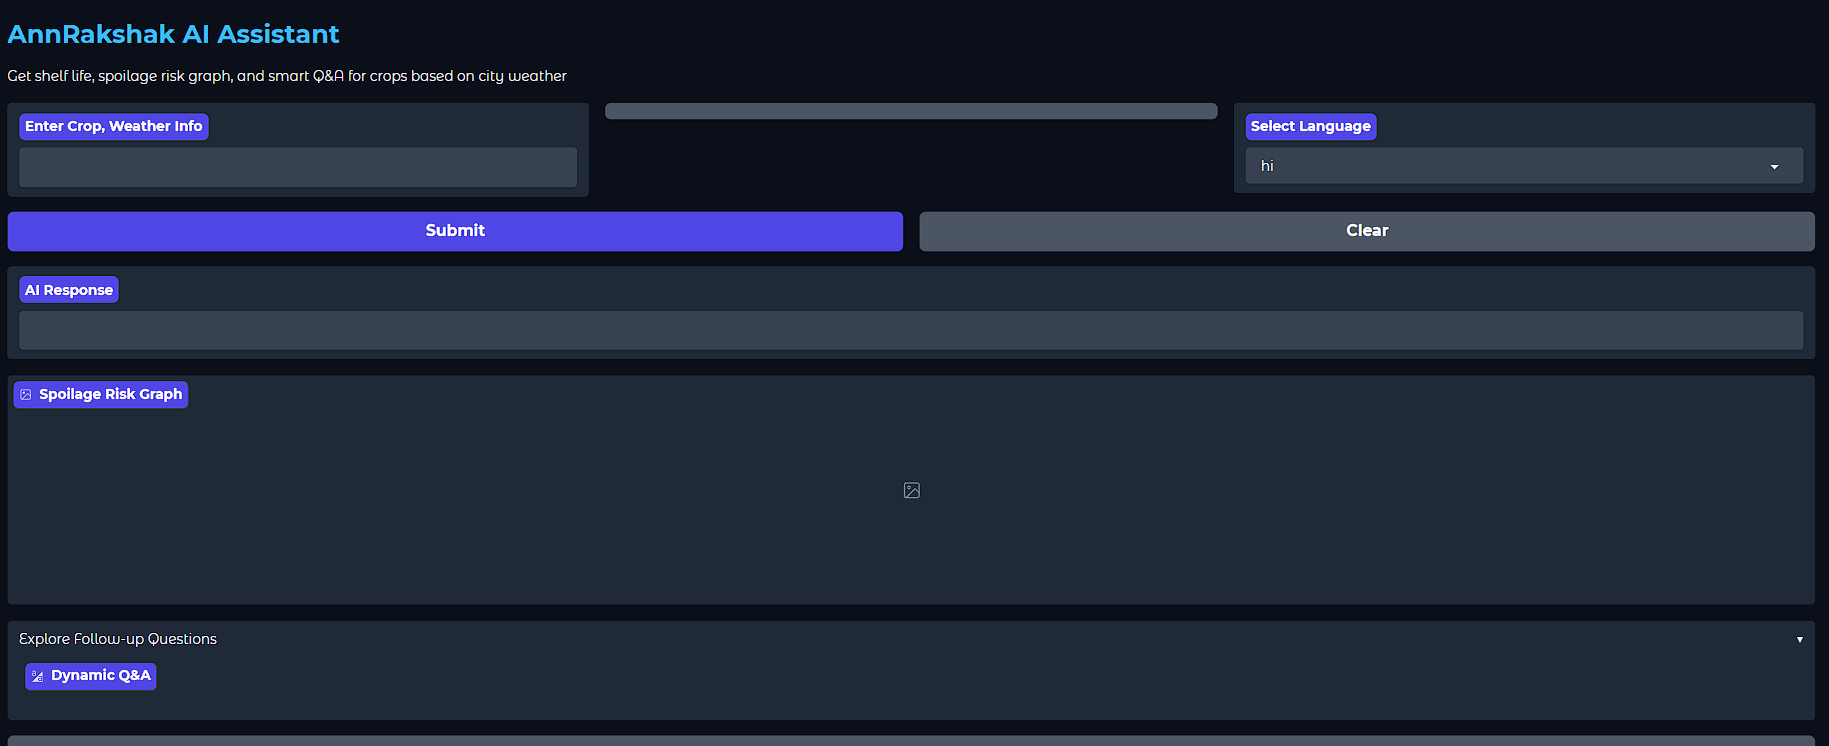 AnnRakshak AI Assistant
Get shelf life, spoilage risk graph, and smart Q&A for crops based on city weather
Enter Crop, Weather Info
Select Language
hi
Submit
Clear
AI Response
Spoilage Risk Graph
Explore Follow-up Questions
Dynamic Q&A